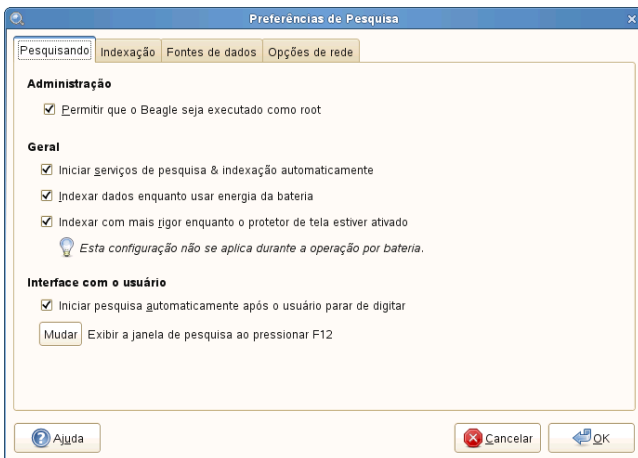 Preferências de Pesquisa
Pesquisando
Indexação
Fontes de dados
Opções de rede
Administração
Permitir que o Beagle seja executado como root
Geral
Iniciar serviços de pesquisa & indexação automaticamente
Indexar dados enquanto usar energia da bateria
Indexar com mais rigor enquanto o protetor de tela estiver ativado
Esta configuração não se aplica durante a operação por bateria.
Interface com o usuário
Iniciar pesquisa automaticamente após o usuário parar de digitar
Mudar Exibir a janela de pesquisa ao pressionar F12
Ajuda
Cancelar
OK